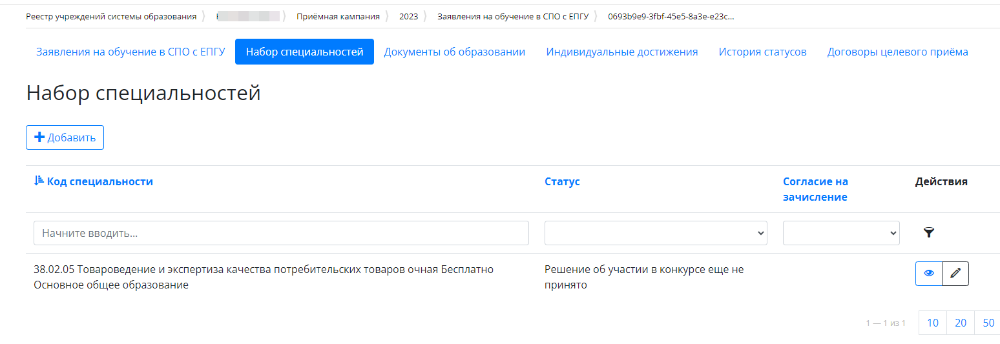 Реестр учреждений системы образования Приёмная кампания 2023 Заявления на обучение в СПО с ЕПГУ 0693b9e9-3fbf-45e5-8a3e-e23c...
Заявления на обучение в СПО с ЕПГУ Набор специальностей Документы об образовании Индивидуальные достижения История статусов Договоры целевого приёма
Набор специальностей
Добавить
Код специальности Статус Согласие на Действия
зачисление
Начните вводить...
38.02.05 Товароведение и экспертиза качества потребительских товаров очная Бесплатно Решение об участии в конкурсе еще не
Основное общее образование принято
1 — 1 из 1 10 20 50